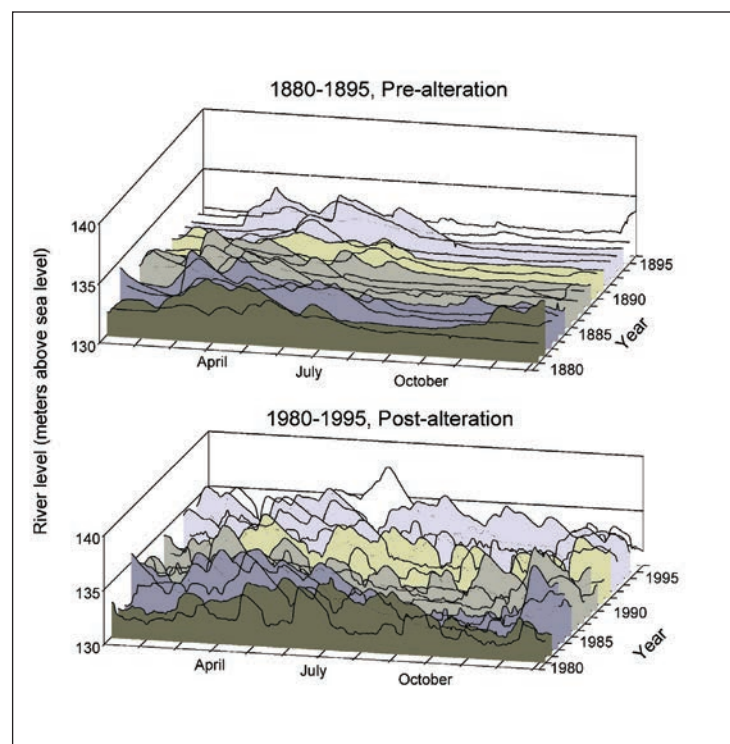 1880-1895, Pre-alteration
140
135
130
April
July
October
1880
1885
1890
1895
Year
River level (meters above sea level)
1980-1995, Post-alteration
140
135
130
April
July
October
1980
1985
1990
1995
Year